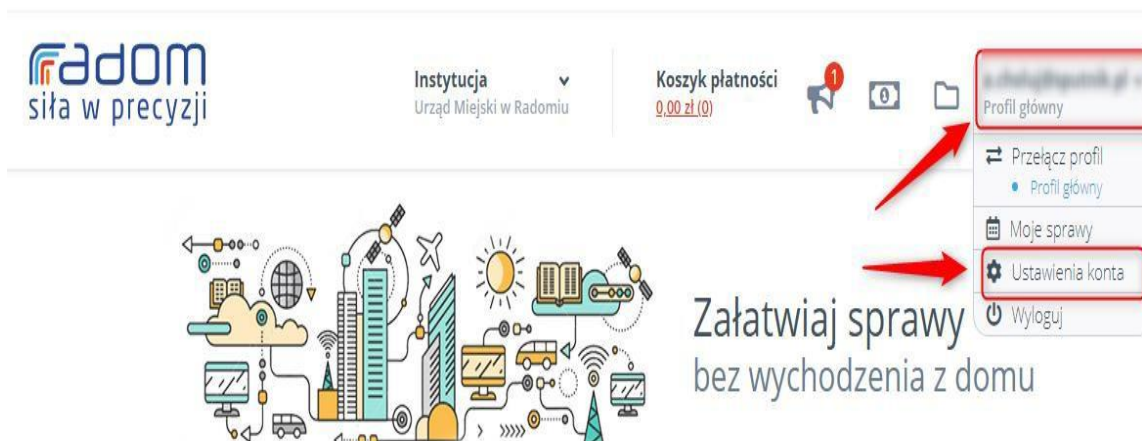 radom
siła w precyzji
Instytucja
Urząd Miejski w Radomiu
Koszyk płatności
0,00 zł (0)
1
Profil główny
Przełącz profil
Profil główny
Moje sprawy
Ustawienia konta
Wyloguj
Załatwiaj sprawy
bez wychodzenia z domu